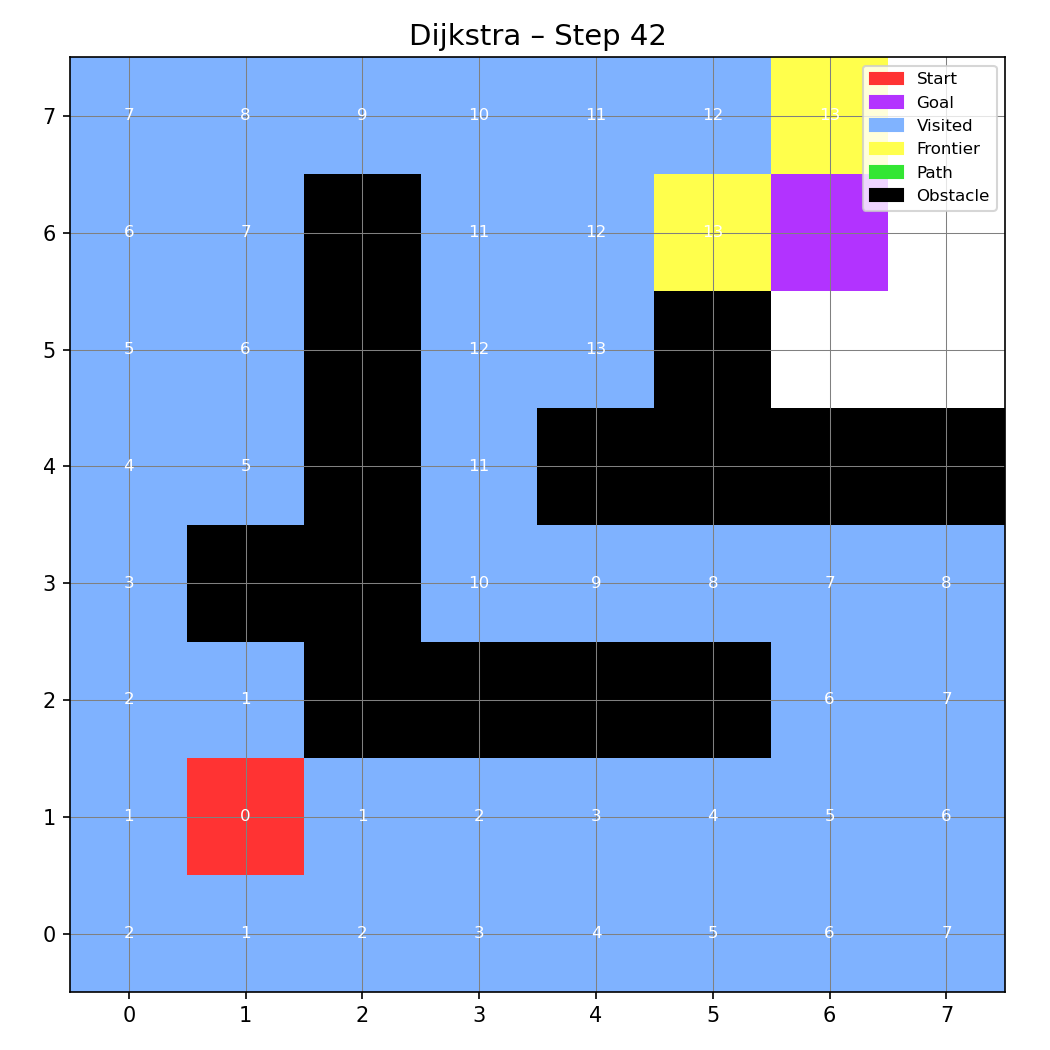 Dijkstra – Step 42
Start
Goal
Visited
Frontier
Path
Obstacle
7 7 8 9 10 11 12 13
6 6 7 11 12 13
5 5 6 12 13
4 4 5 11
3 3 10 9 8 7 8
2 2 1 6 7
1 1 0 1 2 3 4 5 6
0 2 1 2 3 4 5 6 7
0 1 2 3 4 5 6 7